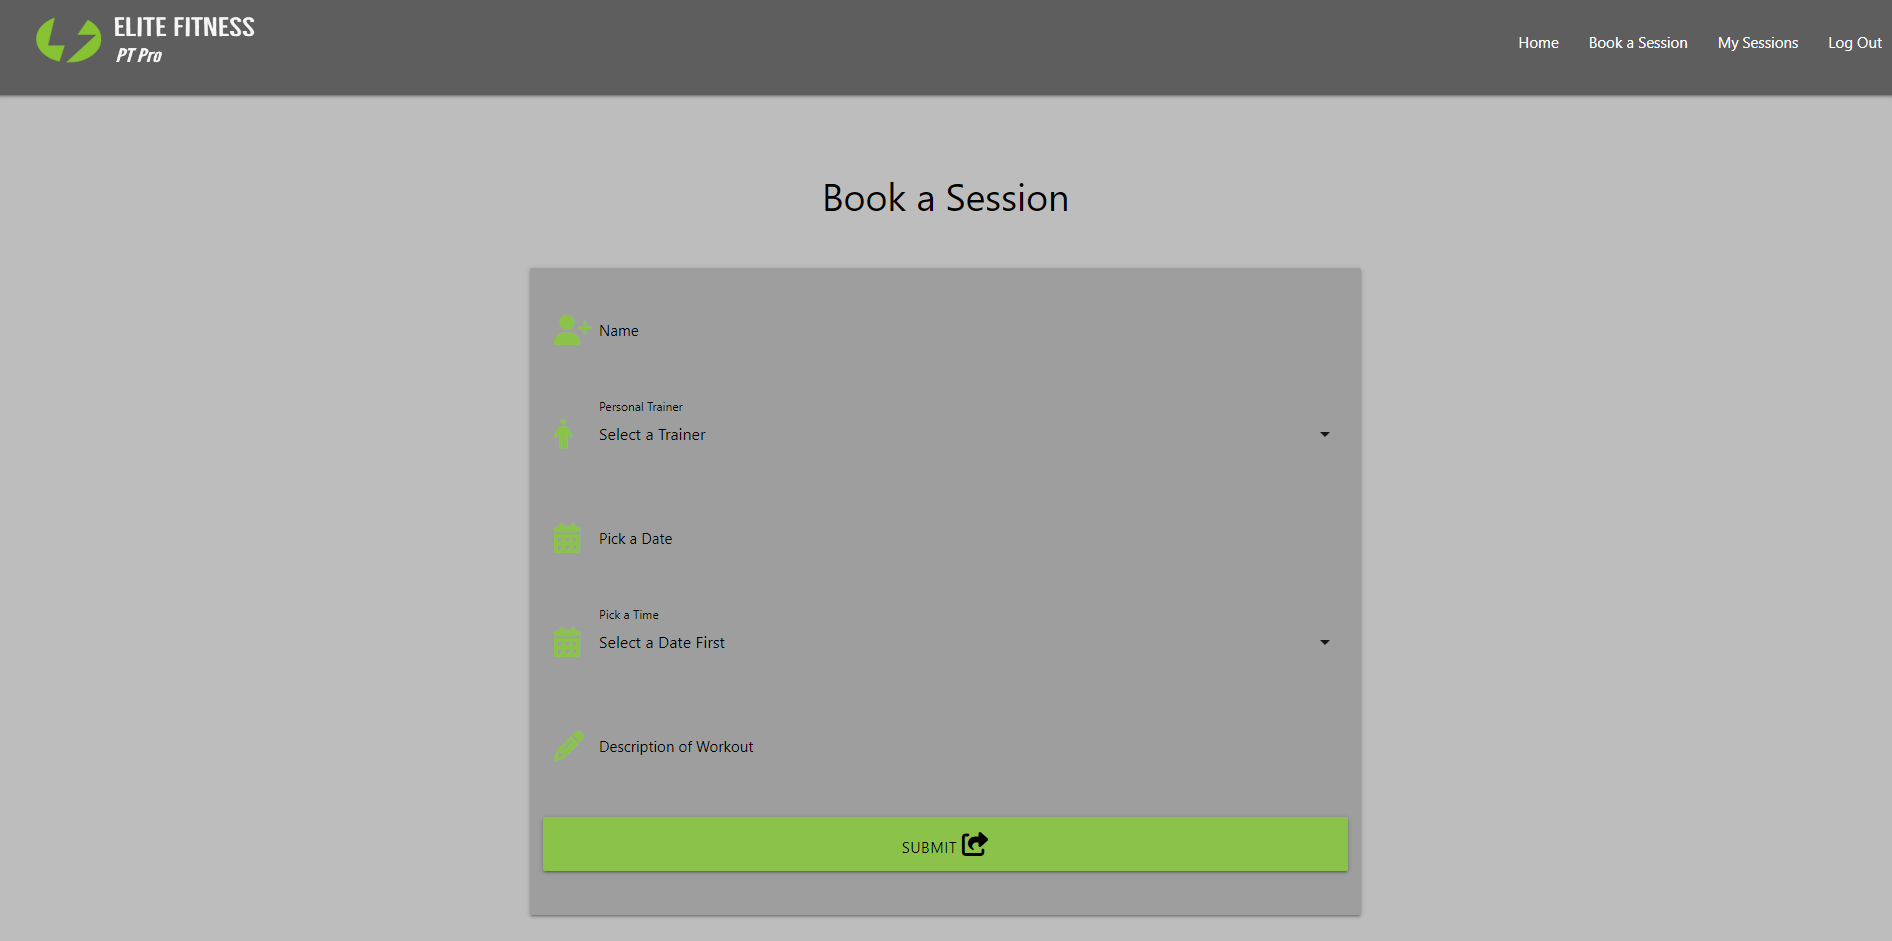 ELITE FITNESS
PT Pro
Home
Book a Session
My Sessions
Log Out
Book a Session
Name
Personal Trainer
Select a Trainer
Pick a Date
Pick a Time
Select a Date First
Description of Workout
SUBMIT